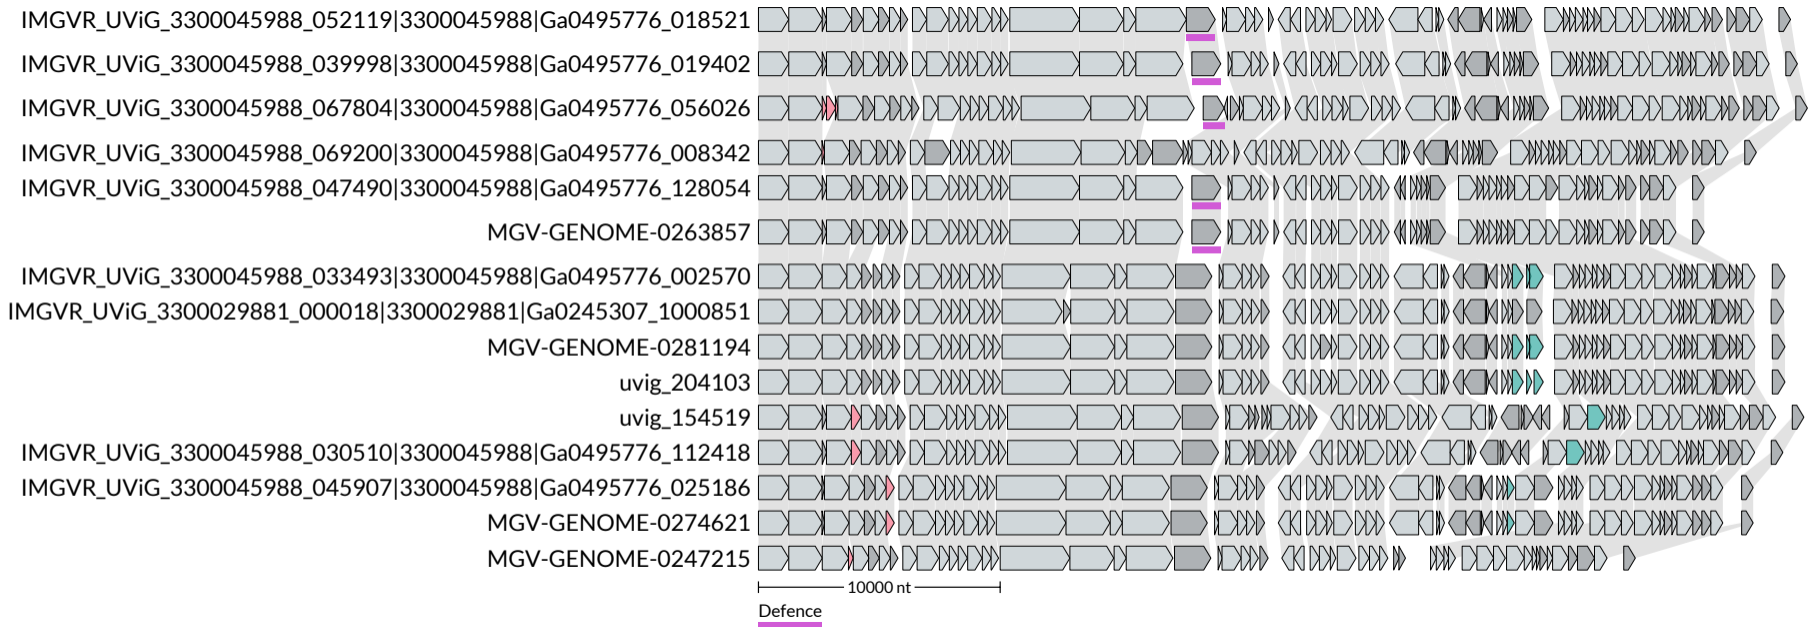 IMGVR_UViG_3300045988_052119|3300045988|Ga0495776_018521
IMGVR_UViG_3300045988_039998|3300045988|Ga0495776_019402
IMGVR_UViG_3300045988_067804|3300045988|Ga0495776_056026
IMGVR_UViG_3300045988_069200|3300045988|Ga0495776_008342
IMGVR_UViG_3300045988_047490|3300045988|Ga0495776_128054
MGV-GENOME-0263857
IMGVR_UViG_3300045988_033493|3300045988|Ga0495776_002570
IMGVR_UViG_3300029881_000018|3300029881|Ga0245307_1000851
MGV-GENOME-0281194
uvig_204103
uvig_154519
IMGVR_UViG_3300045988_030510|3300045988|Ga0495776_112418
IMGVR_UViG_3300045988_045907|3300045988|Ga0495776_025186
MGV-GENOME-0274621
MGV-GENOME-0247215
10000 nt
Defence